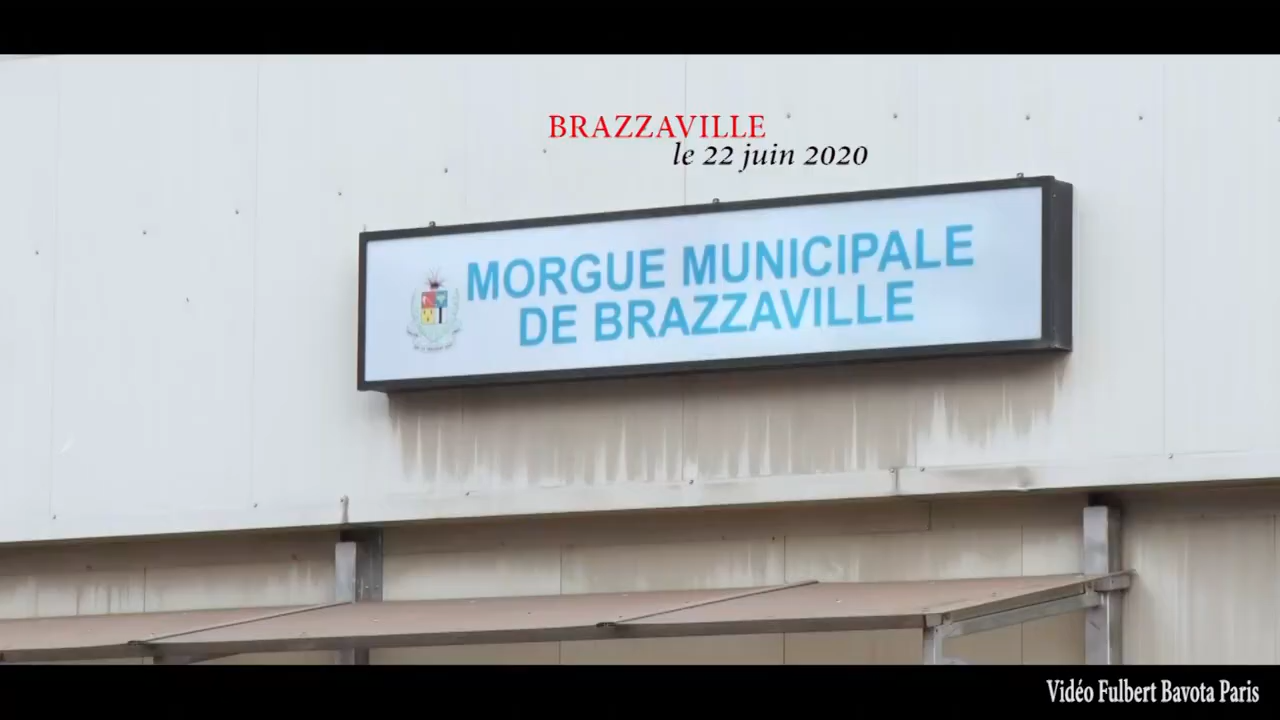 BRAZZAVILLE
le 22 juin 2020
MORGUE MUNICIPALE
DE BRAZZAVILLE
Vidéo Fulbert Bavota Paris